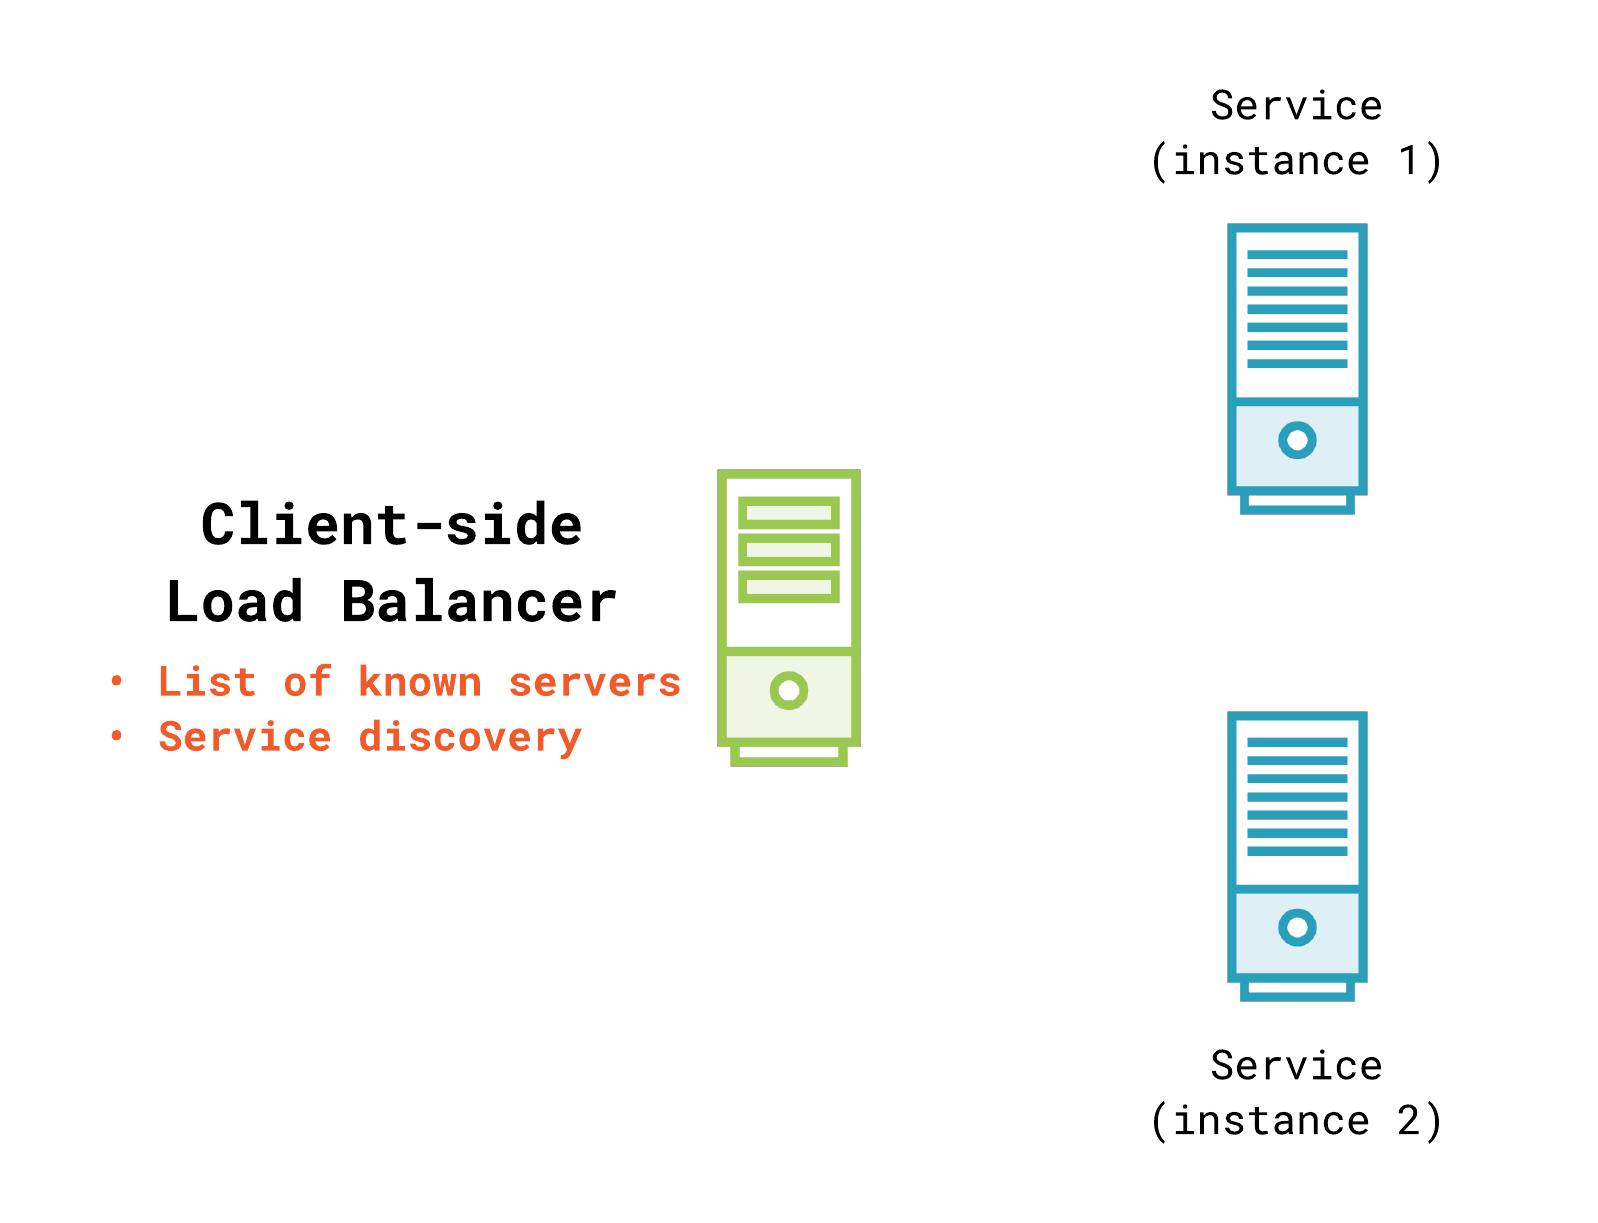 Service
(instance 1)
Client-side
Load Balancer
• List of known servers
• Service discovery
Service
(instance 2)